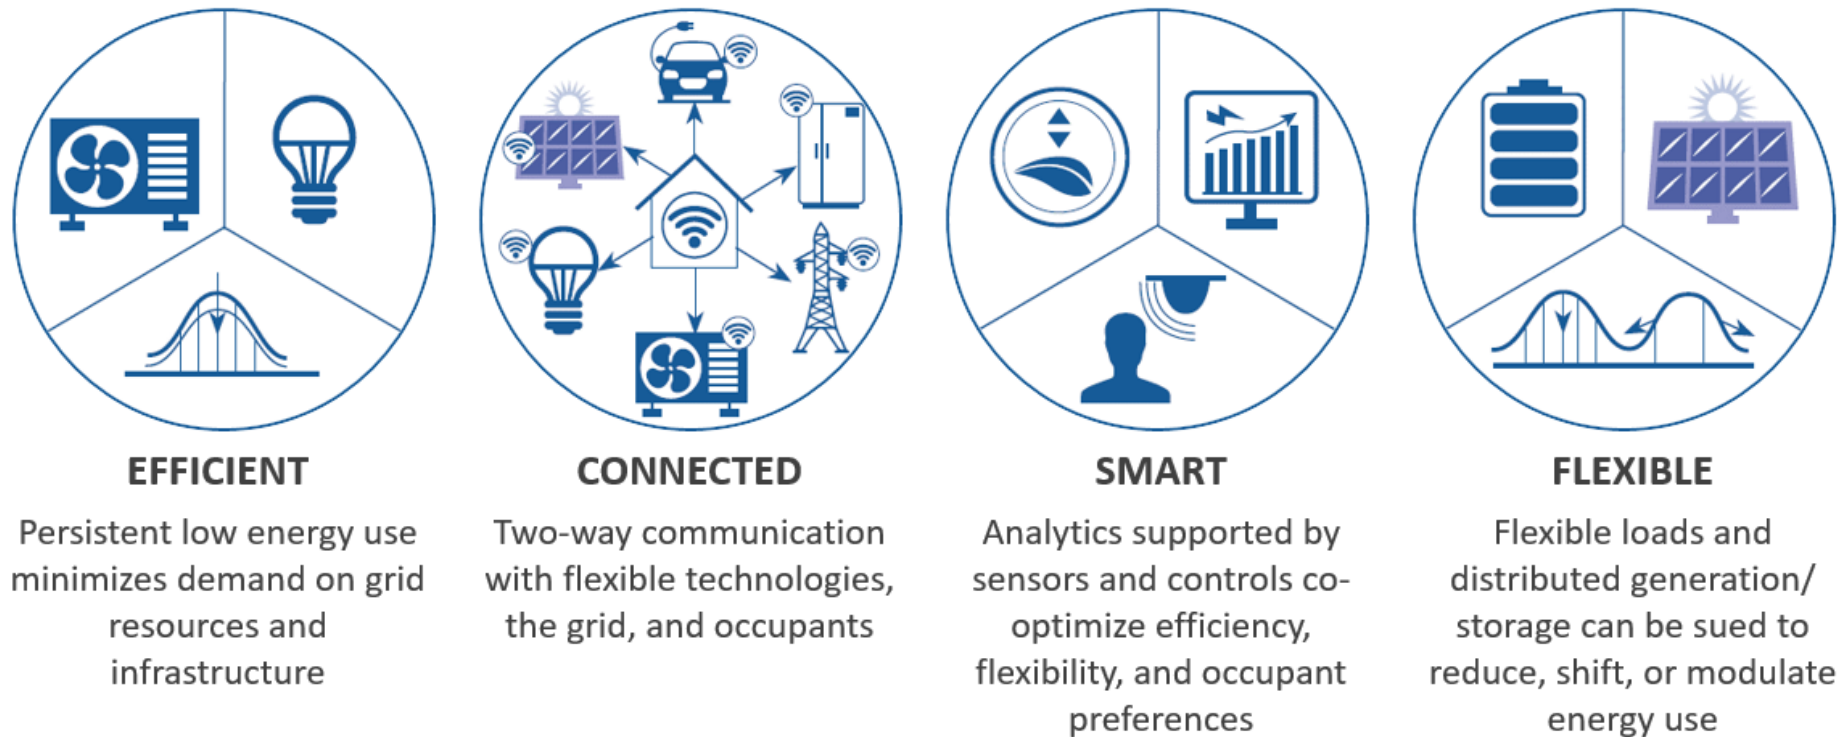 EFFICIENT
Persistent low energy use
minimizes demand on grid
resources and
infrastructure
CONNECTED
Two-way communication
with flexible technologies,
the grid, and occupants
SMART
Analytics supported by
sensors and controls co-
optimize efficiency,
flexibility, and occupant
preferences
FLEXIBLE
Flexible loads and
distributed generation/
storage can be sued to
reduce, shift, or modulate
energy use